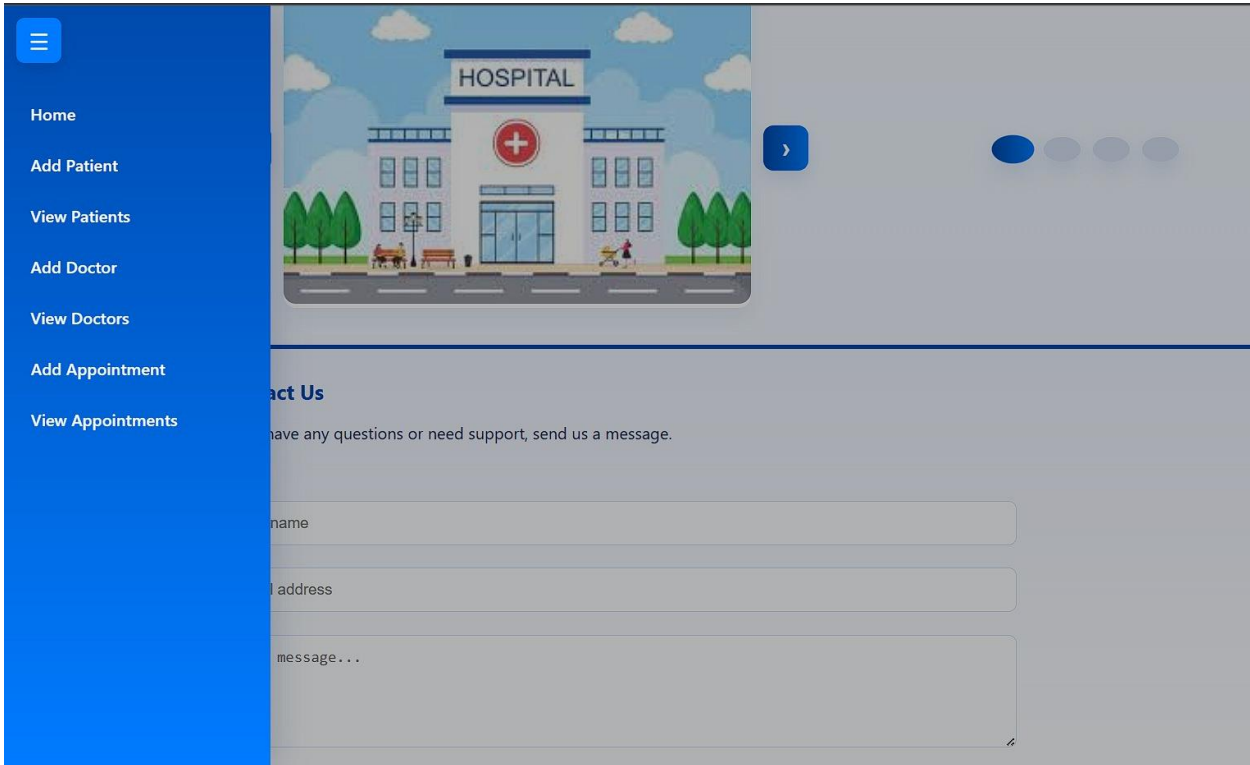 ☰
Home
Add Patient
View Patients
Add Doctor
View Doctors
Add Appointment
View Appointments
HOSPITAL
›
act Us
have any questions or need support, send us a message.
name
l address
message...